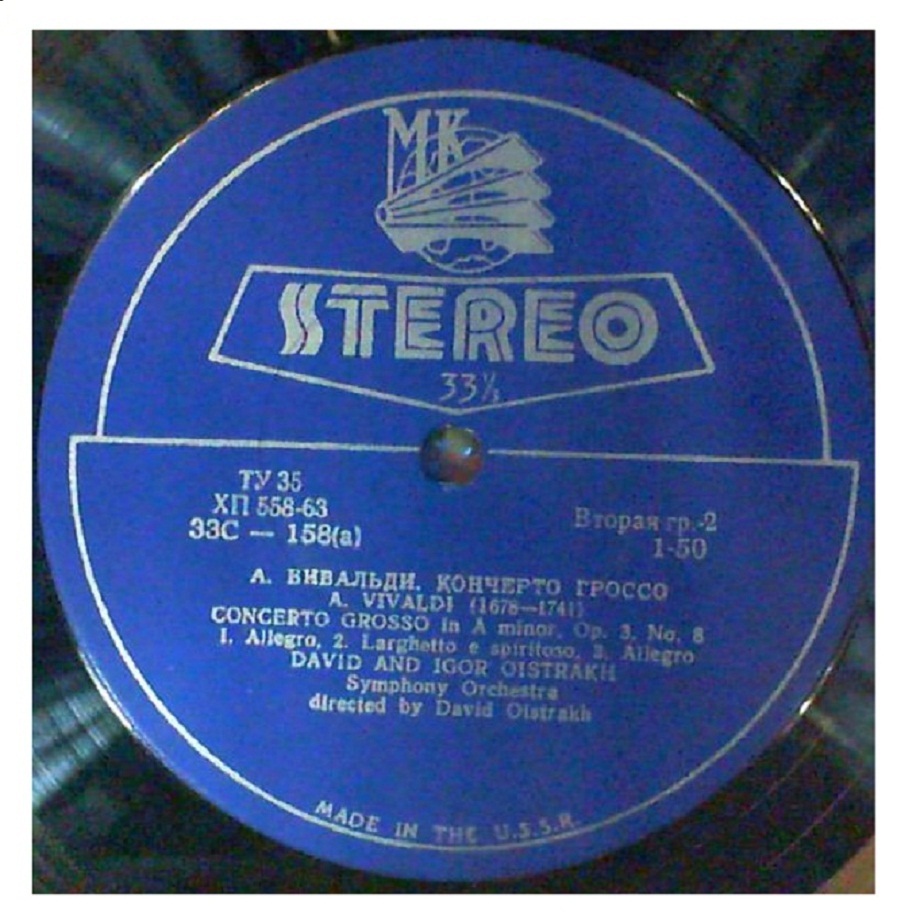 МК
STEREO
33⅓
ТУ 35
ХП 558-63
33С — 158(а)
Вторая гр.-2
1-50
А. ВИВАЛЬДИ. КОНЧЕРТО ГРОССО
A. VIVALDI (1678—1741)
CONCERTO GROSSO in A minor, Op. 3, No. 8
1. Allegro, 2. Larghetto e spiritoso, 3. Allegro
DAVID AND IGOR OISTRAKH
Symphony Orchestra
directed by David Oistrakh
MADE IN THE U.S.S.R.